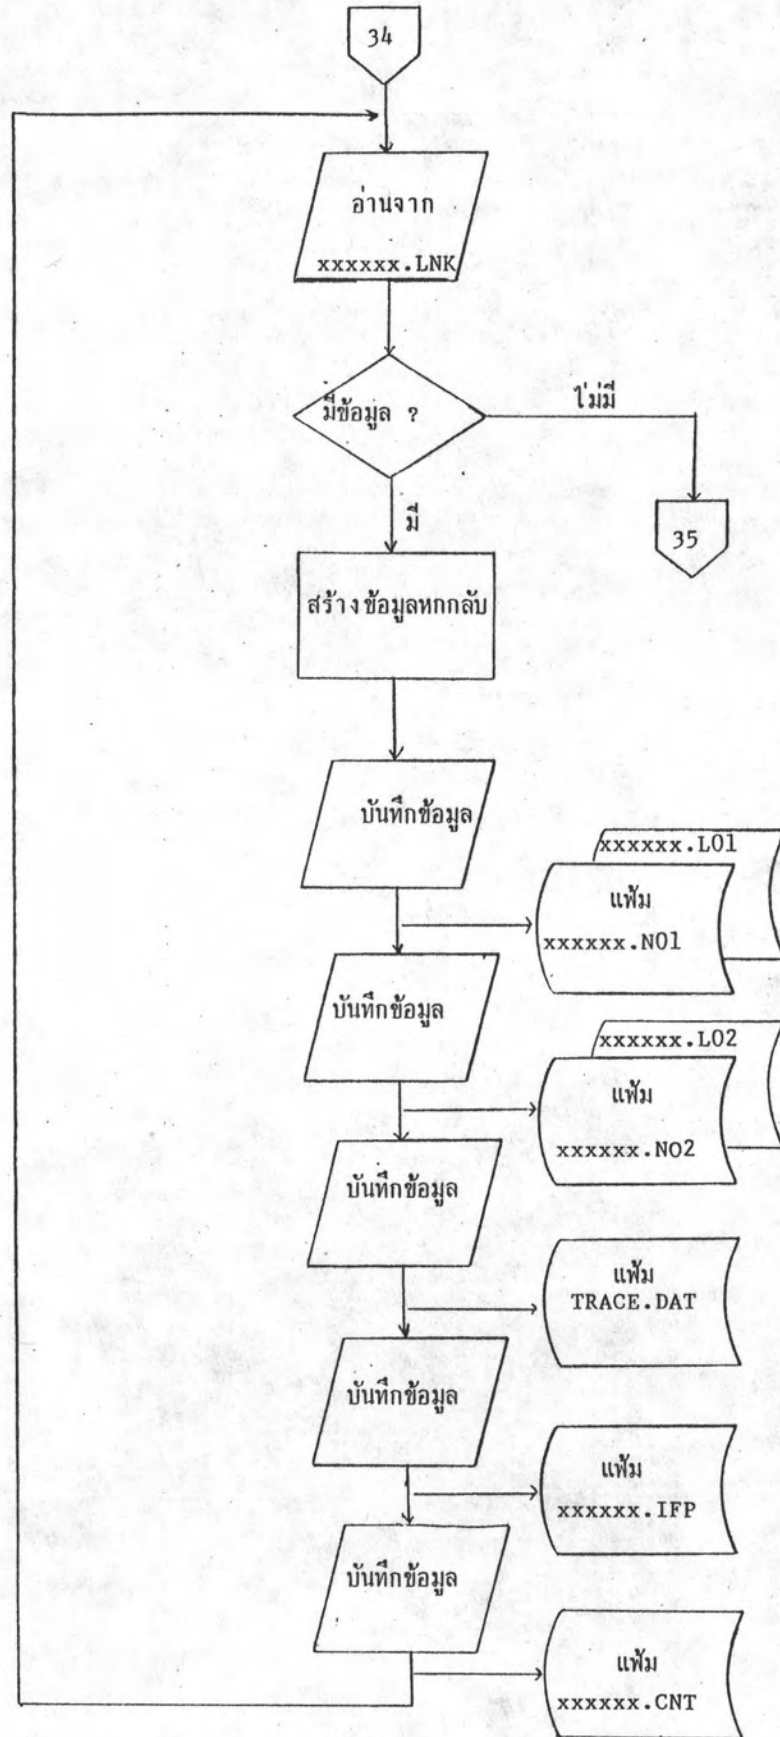 34
อ่านจาก
xxxxxx.LNK
มีข้อมูล ?
ไม่มี
มี
35
สร้างข้อมูลหกกลับ
บันทึกข้อมูล
xxxxxx.L01
แฟ้ม
xxxxxx.N01
บันทึกข้อมูล
xxxxxx.L02
แฟ้ม
xxxxxx.NO2
บันทึกข้อมูล
แฟ้ม
TRACE.DAT
บันทึกข้อมูล
แฟ้ม
xxxxxx.IFP
บันทึกข้อมูล
แฟ้ม
xxxxxx.CNT